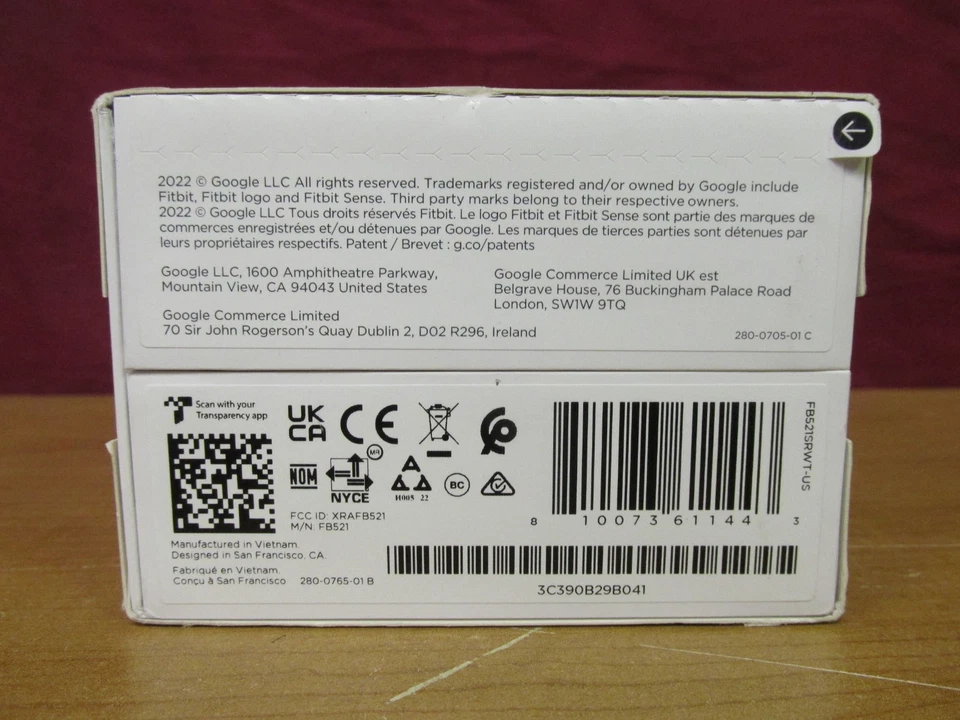 2022 © Google LLC All rights reserved. Trademarks registered and/or owned by Google include
Fitbit, Fitbit logo and Fitbit Sense. Third party marks belong to their respective owners.
2022 © Google LLC Tous droits réservés Fitbit. Le logo Fitbit et Fitbit Sense sont partie des marques de
commerces enregistrées et/ou détenues par Google. Les marques de tierces parties sont détenues par
leurs propriétaires respectifs. Patent / Brevet : g.co/patents
Google LLC, 1600 Amphitheatre Parkway,
Mountain View, CA 94043 United States
Google Commerce Limited UK est
Belgrave House, 76 Buckingham Palace Road
London, SW1W 9TQ
Google Commerce Limited
70 Sir John Rogerson's Quay Dublin 2, D02 R296, Ireland
280-0705-01 C
Scan with your
Transparency app
UK
CA
CE
NOM
M4
NYCE
H005 22
BC
FCC ID: XRAFB521
M/N: FB521
FB521SRWT-US
8 10073 61144 3
Manufactured in Vietnam.
Designed in San Francisco, CA.
Fabriqué en Vietnam.
Conçu à San Francisco
280-0765-01 B
3C390B29B041